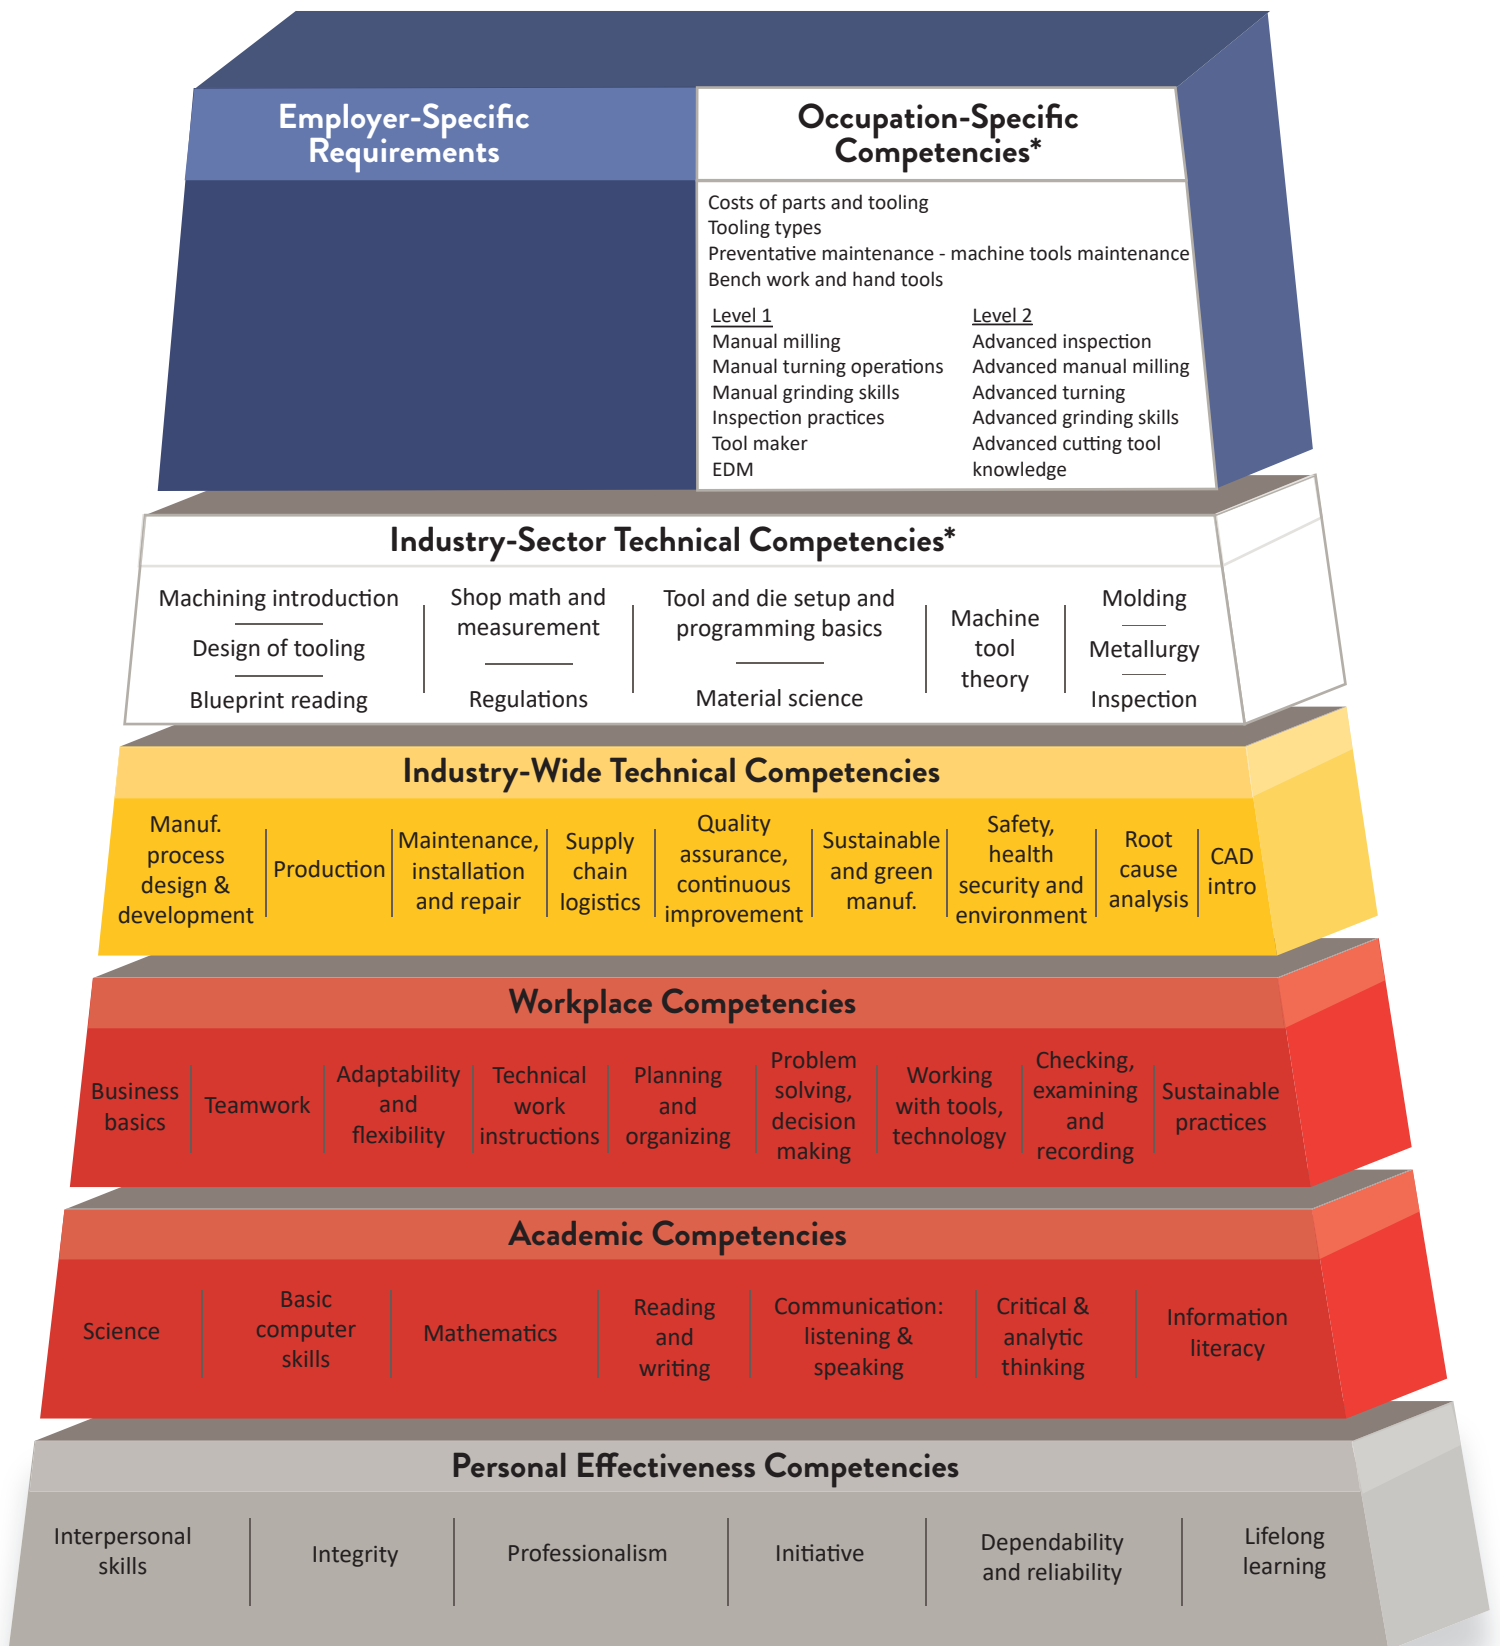 Employer-Specific
Requirements
Occupation-Specific
Competencies*
Costs of parts and tooling
Tooling types
Preventative maintenance - machine tools maintenance
Bench work and hand tools
Level 1
Manual milling
Manual turning operations
Manual grinding skills
Inspection practices
Tool maker
EDM
Level 2
Advanced inspection
Advanced manual milling
Advanced turning
Advanced grinding skills
Advanced cutting tool
knowledge
Industry-Sector Technical Competencies*
Machining introduction
Design of tooling
Blueprint reading
Shop math and
measurement
Regulations
Tool and die setup and
programming basics
Material science
Machine
tool
theory
Molding
Metallurgy
Inspection
Industry-Wide Technical Competencies
Manuf.
process
design &
development
Production
Maintenance,
installation
and repair
Supply
chain
logistics
Quality
assurance,
continuous
improvement
Sustainable
and green
manuf.
Safety,
health
security and
environment
Root
cause
analysis
CAD
intro
Workplace Competencies
Business
basics
Teamwork
Adaptability
and
flexibility
Technical
work
instructions
Planning
and
organizing
Problem
solving,
decision
making
Working
with tools,
technology
Checking,
examining
and
recording
Sustainable
practices
Academic Competencies
Science
Basic
computer
skills
Mathematics
Reading
and
writing
Communication:
listening &
speaking
Critical &
analytic
thinking
Information
literacy
Personal Effectiveness Competencies
Interpersonal
skills
Integrity
Professionalism
Initiative
Dependability
and reliability
Lifelong
learning